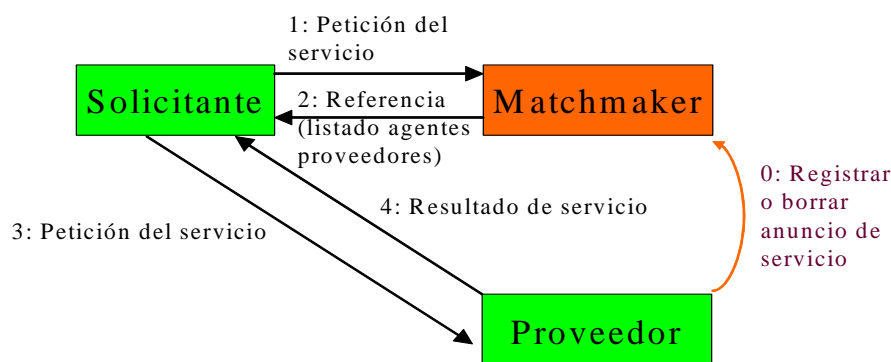 1: Petición del
servicio
Solicitante
2: Referencia
(listado agentes
proveedores)
Matchmaker
0: Registrar
o borrar
anuncio de
servicio
3: Petición del servicio
4: Resultado de servicio
Proveedor